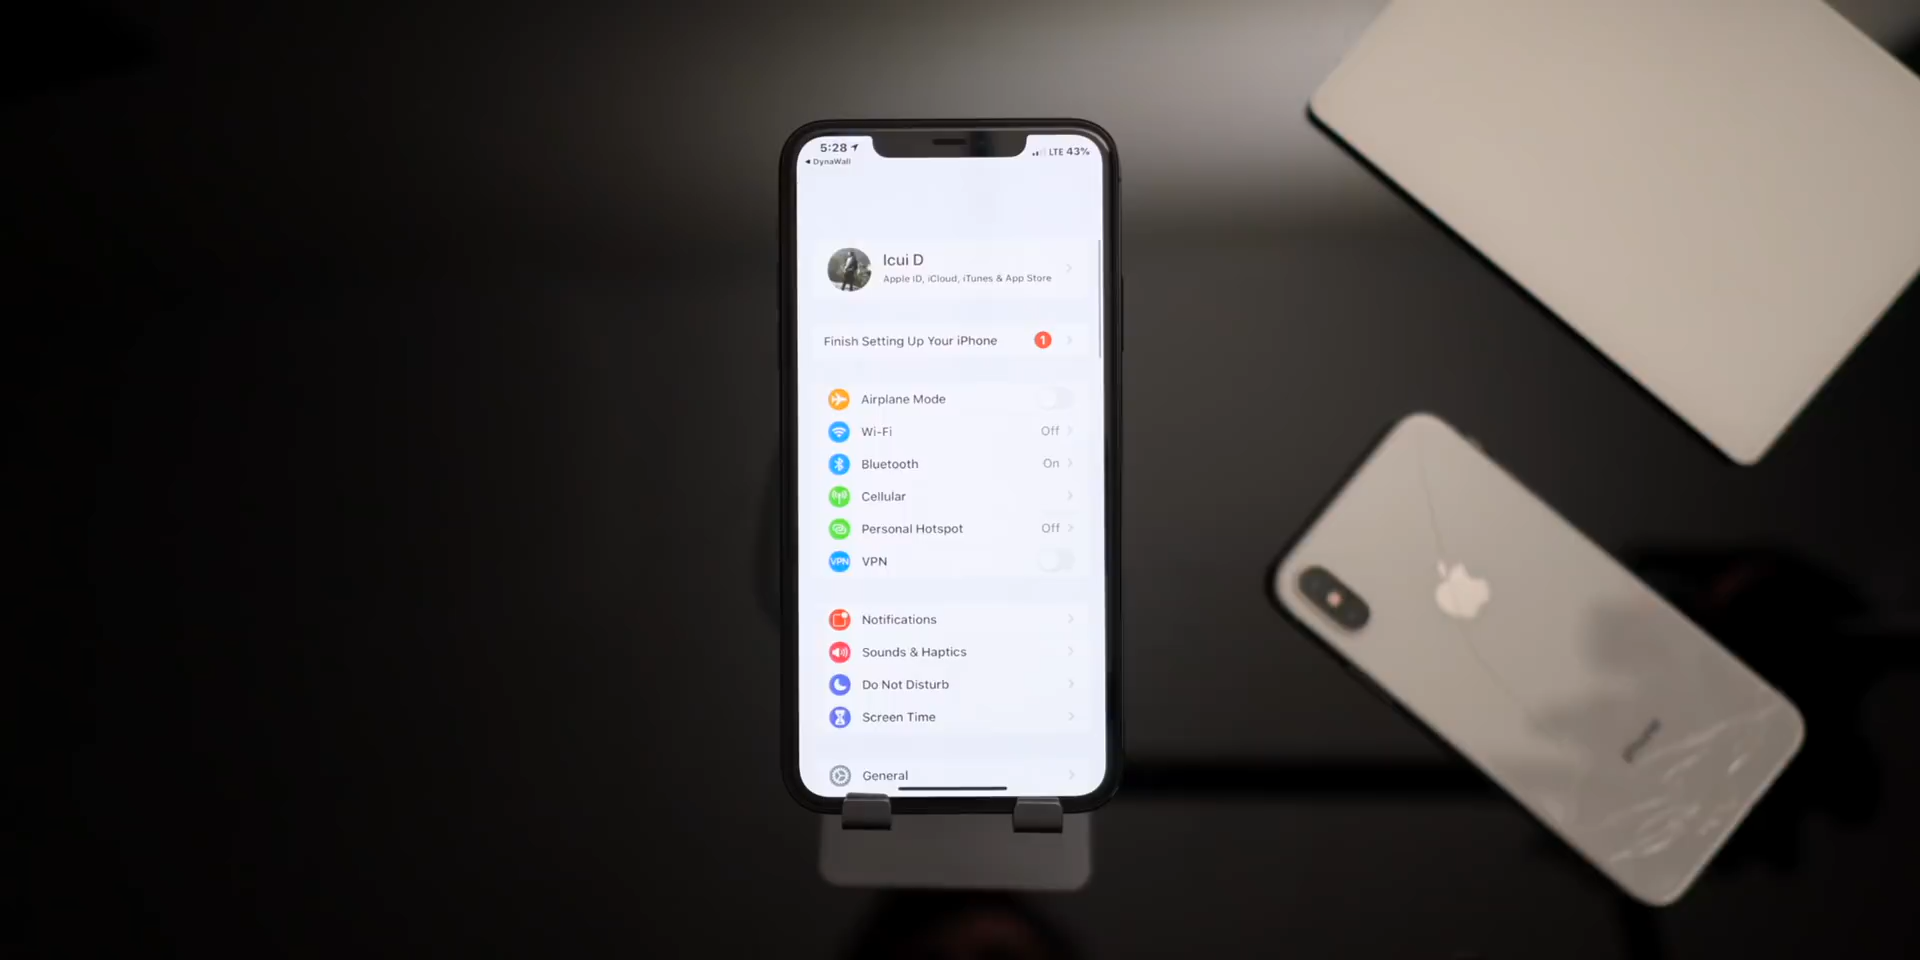 5:28 LTE 43%
DynaWall
Icui D
Apple ID, iCloud, iTunes & App Store
Finish Setting Up Your iPhone 1
Airplane Mode
Wi-Fi Off
Bluetooth On
Cellular
Personal Hotspot Off
VPN VPN
Notifications
Sounds & Haptics
Do Not Disturb
Screen Time
General
iPhone